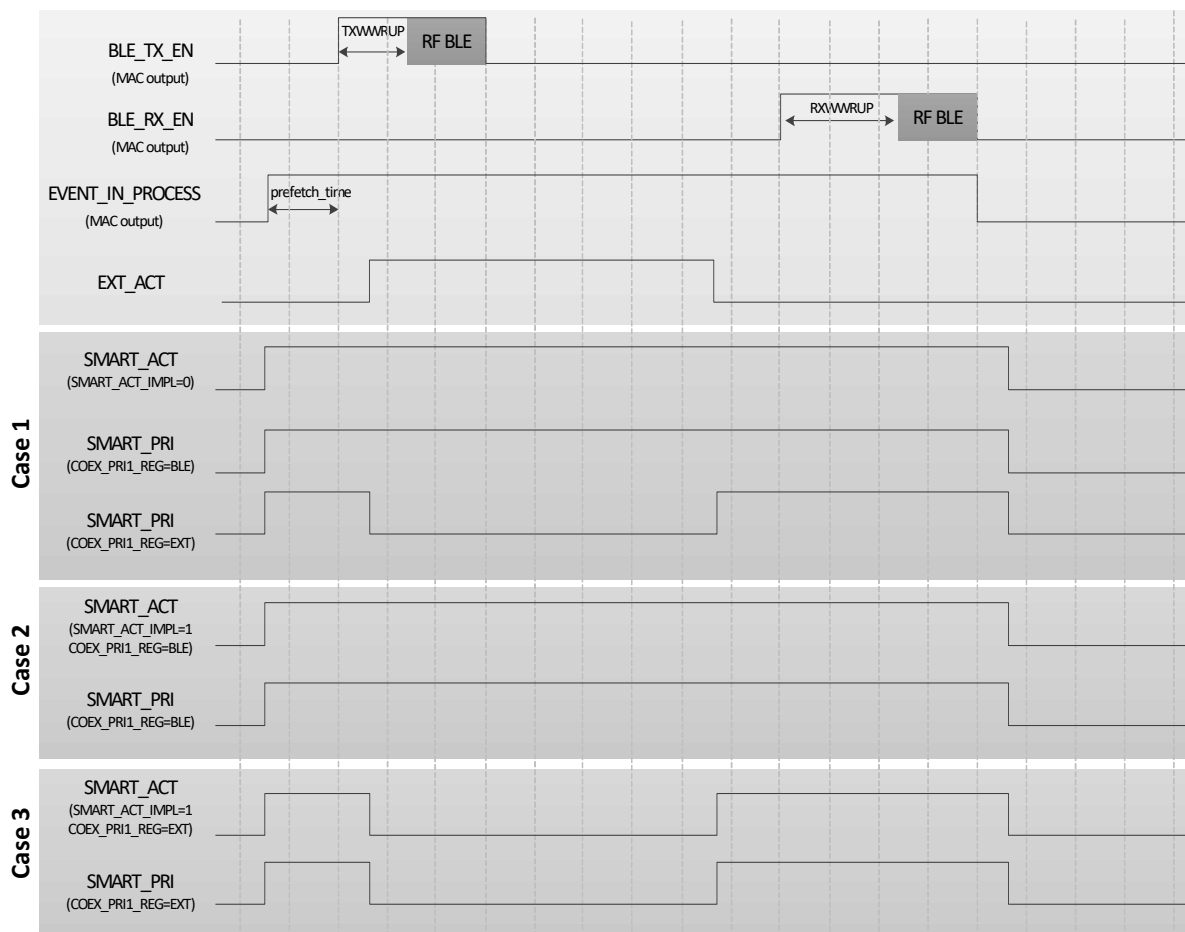 BLE_TX_EN
(MAC output)
TXWWRUP
RF BLE
BLE_RX_EN
(MAC output)
RXWWRUP
RF BLE
EVENT_IN_PROCESS
(MAC output)
prefetch_time
EXT_ACT
Case 1
SMART_ACT
(SMART_ACT_IMPL=0)
SMART_PRI
(COEX_PRI1_REG=BLE)
SMART_PRI
(COEX_PRI1_REG=EXT)
Case 2
SMART_ACT
(SMART_ACT_IMPL=1
COEX_PRI1_REG=BLE)
SMART_PRI
(COEX_PRI1_REG=BLE)
Case 3
SMART_ACT
(SMART_ACT_IMPL=1
COEX_PRI1_REG=EXT)
SMART_PRI
(COEX_PRI1_REG=EXT)